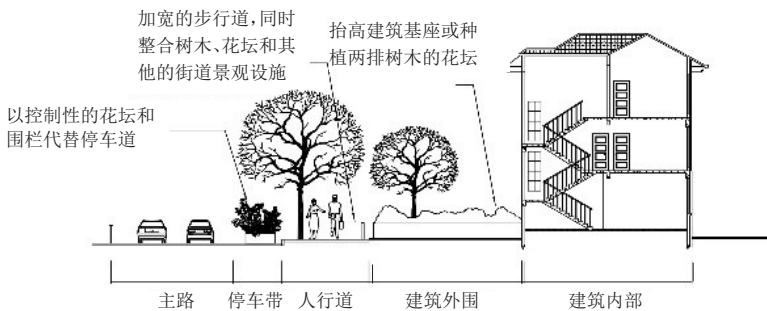 加宽的步行道,同时
整合树木、花坛和其
他的街道景观设施
抬高建筑基座或种
植两排树木的花坛
以控制性的花坛和
围栏代替停车道
主路
停车带
人行道
建筑外围
建筑内部